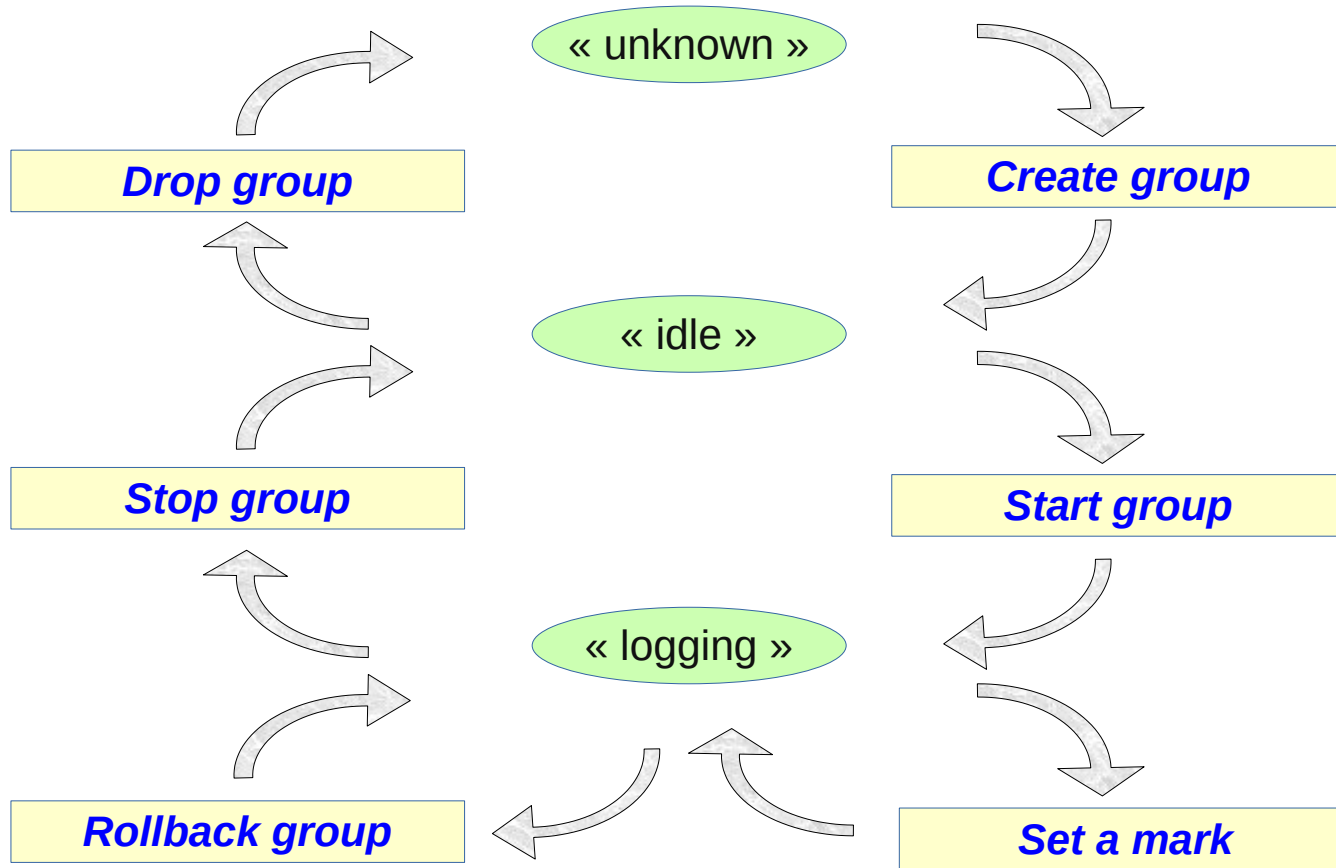 « unknown »
Drop group
Create group
« idle »
Stop group
Start group
« logging »
Rollback group
Set a mark